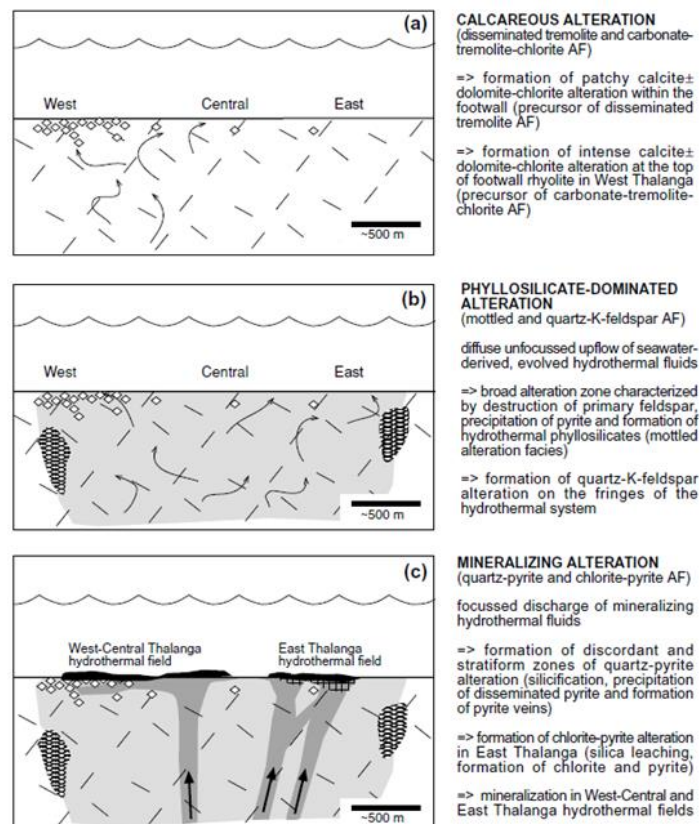 (a)
West Central East
~500 m
CALCAREOUS ALTERATION
(disseminated tremolite and carbonate-
tremolite-chlorite AF)
=> formation of patchy calcite±
dolomite-chlorite alteration within the
footwall (precursor of disseminated
tremolite AF)
=> formation of intense calcite±
dolomite-chlorite alteration at the top
of footwall rhyolite in West Thalanga
(precursor of carbonate-tremolite-
chlorite AF)
(b)
West Central East
~500 m
PHYLLOSILICATE-DOMINATED
ALTERATION
(mottled and quartz-K-feldspar AF)
diffuse unfocussed upflow of seawater-
derived, evolved hydrothermal fluids
=> broad alteration zone characterized
by destruction of primary feldspar,
precipitation of pyrite and formation of
hydrothermal phyllosilicates (mottled
alteration facies)
=> formation of quartz-K-feldspar
alteration on the fringes of the
hydrothermal system
(c)
West-Central Thalanga
hydrothermal field
East Thalanga
hydrothermal field
~500 m
MINERALIZING ALTERATION
(quartz-pyrite and chlorite-pyrite AF)
focussed discharge of mineralizing
hydrothermal fluids
=> formation of discordant and
stratiform zones of quartz-pyrite
alteration (silicification, precipitation
of disseminated pyrite and formation
of pyrite veins)
=> formation of chlorite-pyrite alteration
in East Thalanga (silica leaching,
formation of chlorite and pyrite)
=> mineralization in West-Central and
East Thalanga hydrothermal fields